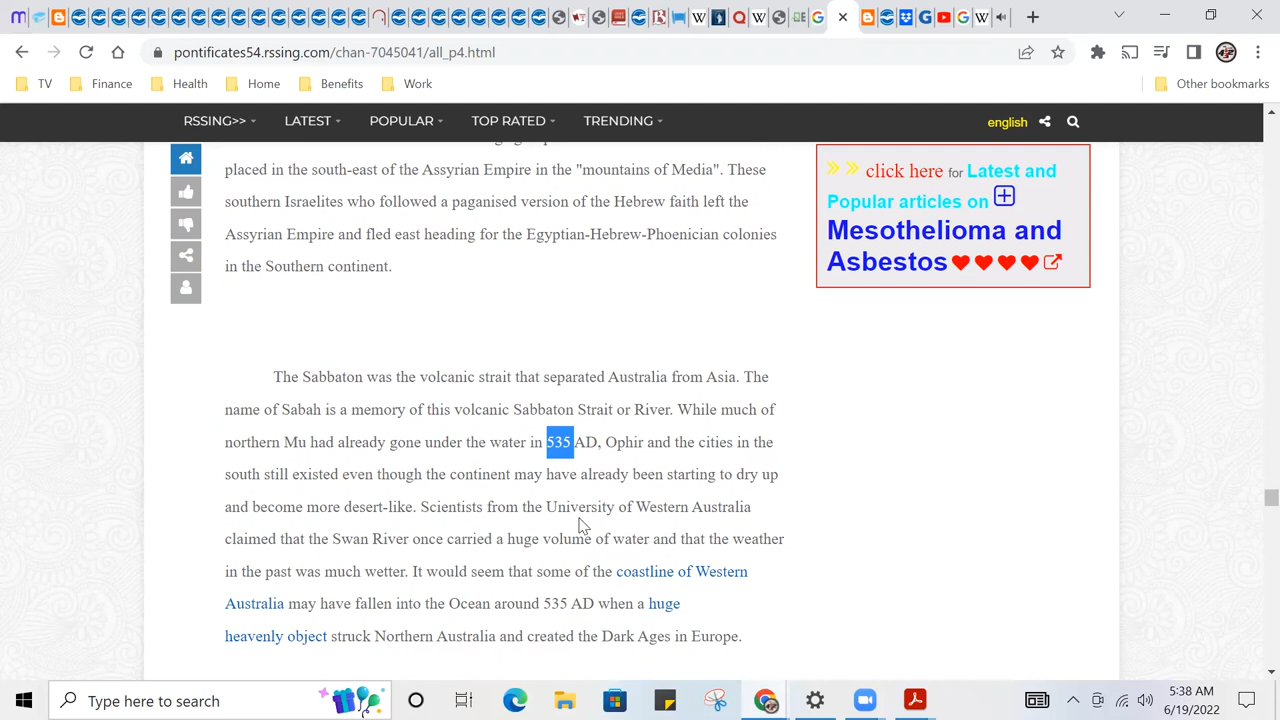 pontificates54.rssing.com/chan-7045041/all_p4.html
TV Finance Health Home Benefits Work Other bookmarks
RSSING>> LATEST POPULAR TOP RATED TRENDING english
placed in the south-east of the Assyrian Empire in the "mountains of Media". These
southern Israelites who followed a paganised version of the Hebrew faith left the
Assyrian Empire and fled east heading for the Egyptian-Hebrew-Phoenician colonies
in the Southern continent.
click here for Latest and
Popular articles on
Mesothelioma and
Asbestos
The Sabbaton was the volcanic strait that separated Australia from Asia. The
name of Sabah is a memory of this volcanic Sabbaton Strait or River. While much of
northern Mu had already gone under the water in 535 AD, Ophir and the cities in the
south still existed even though the continent may have already been starting to dry up
and become more desert-like. Scientists from the University of Western Australia
claimed that the Swan River once carried a huge volume of water and that the weather
in the past was much wetter. It would seem that some of the coastline of Western
Australia may have fallen into the Ocean around 535 AD when a huge
heavenly object struck Northern Australia and created the Dark Ages in Europe.
Type here to search
5:38 AM
6/19/2022